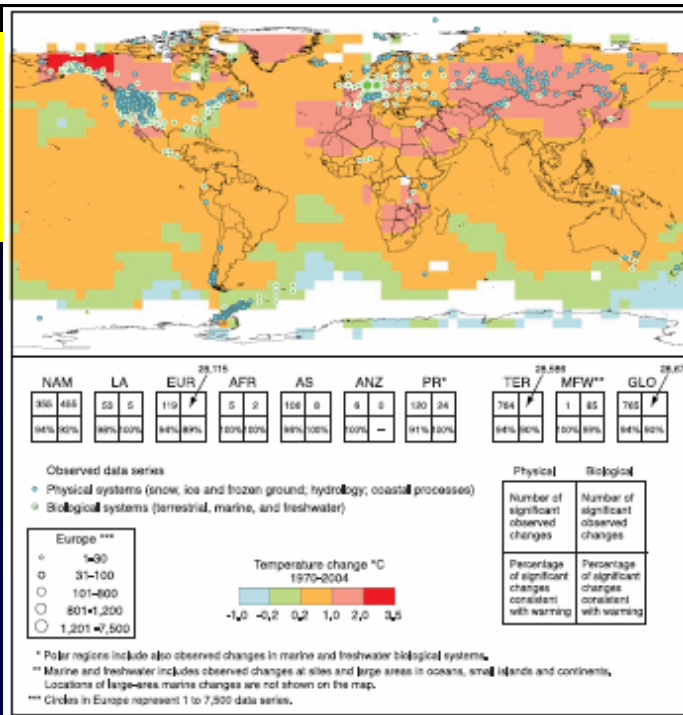 28,115
28,586
28,67
NAM LA EUR AFR AS ANZ PR* TER MFW** GLO
355 455 53 5 119 5 2 106 8 6 0 120 24 764 1 85 765
94% 92% 98% 100% 94% 89% 100% 100% 96% 100% 100% – 91% 100% 94% 90% 100% 99% 94% 90%
Observed data series
Physical systems (snow, ice and frozen ground; hydrology; coastal processes)
Biological systems (terrestrial, marine, and freshwater)
Europe ***
1–30
31–100
101–800
801–1,200
1,201–7,500
Temperature change °C
1970–2004
-1.0 -0.2 0.2 1.0 2.0 3.5
Physical Biological
Number of Number of
significant significant
observed observed
changes changes
Percentage Percentage
of significant of significant
changes changes
consistent consistent
with warming with warming
* Polar regions include also observed changes in marine and freshwater biological systems.
** Marine and freshwater includes observed changes at sites and large areas in oceans, small islands and continents.
Locations of large-area marine changes are not shown on the map.
*** Circles in Europe represent 1 to 7,500 data series.